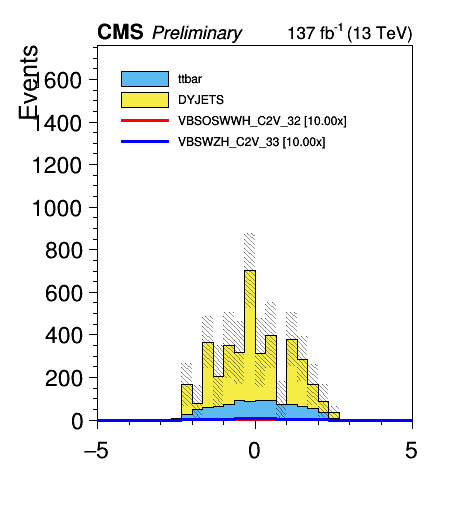 CMS Preliminary 137 fb⁻¹ (13 TeV)
Events
1600
1400
1200
1000
800
600
400
200
0
ttbar
DYJETS
VBSOSWWH_C2V_32 [10.00x]
VBSWZH_C2V_33 [10.00x]
−5 0 5